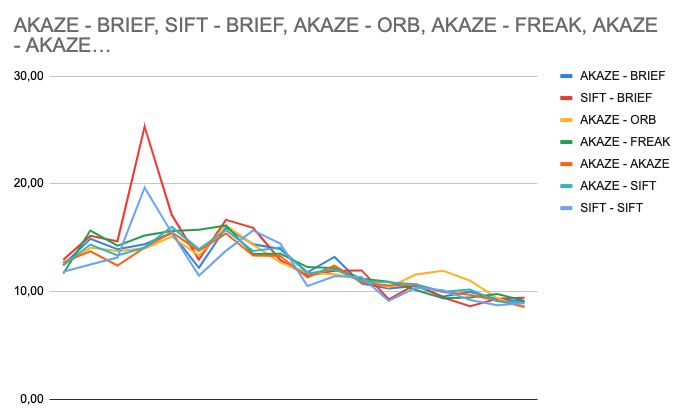 AKAZE - BRIEF, SIFT - BRIEF, AKAZE - ORB, AKAZE - FREAK, AKAZE
- AKAZE…
30,00
20,00
10,00
0,00
AKAZE - BRIEF
SIFT - BRIEF
AKAZE - ORB
AKAZE - FREAK
AKAZE - AKAZE
AKAZE - SIFT
SIFT - SIFT